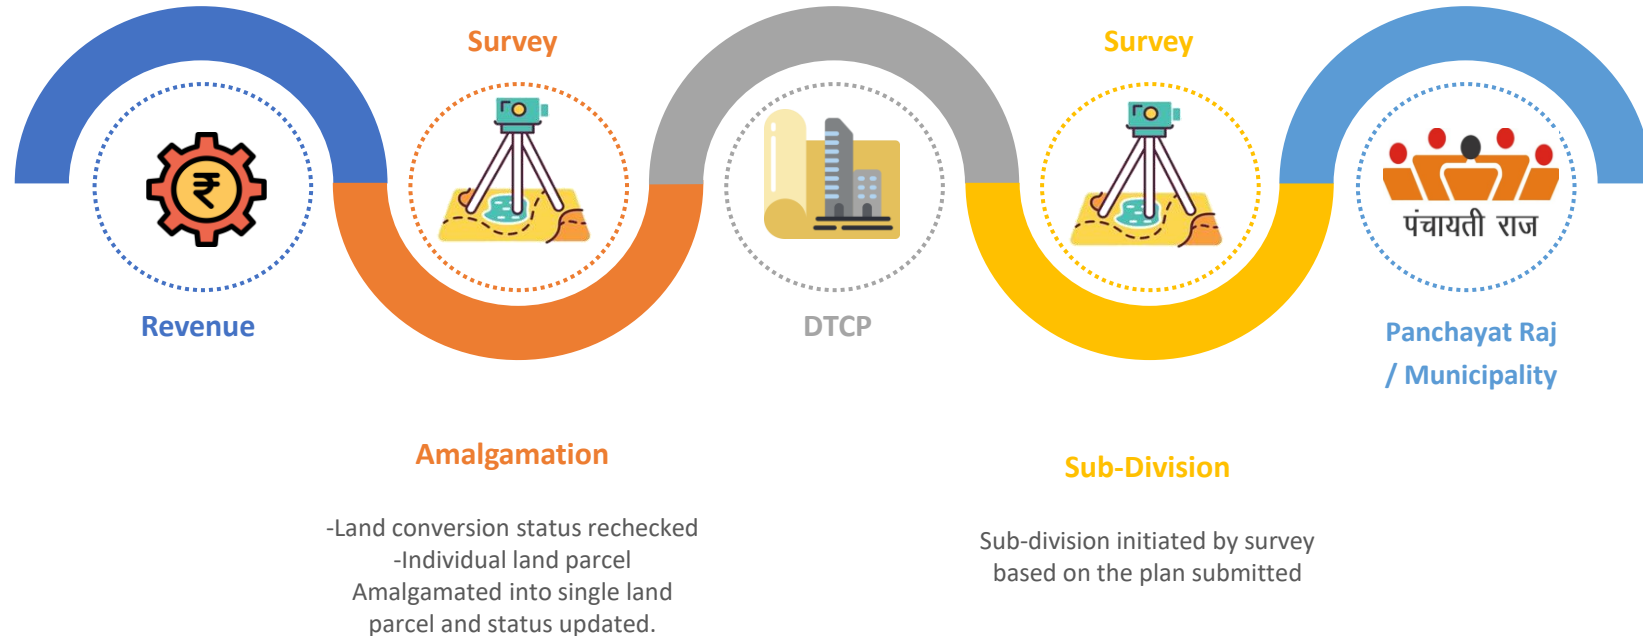 Survey
Survey
₹
पंचायती राज
Revenue
DTCP
Panchayat Raj
/ Municipality
Amalgamation
-Land conversion status rechecked
-Individual land parcel
Amalgamated into single land
parcel and status updated.
Sub-Division
Sub-division initiated by survey
based on the plan submitted